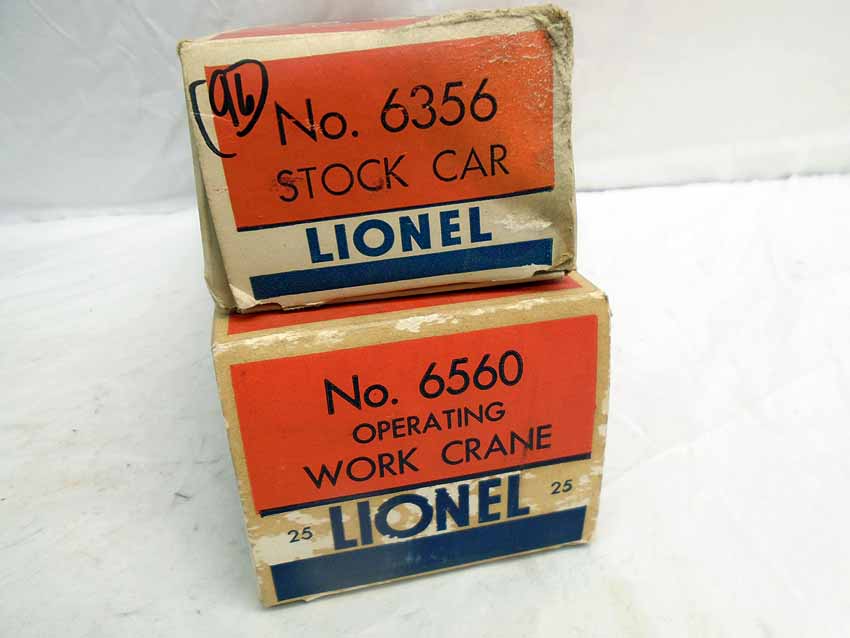 96
No. 6356
STOCK CAR
LIONEL
No. 6560
OPERATING
WORK CRANE
25 LIONEL 25